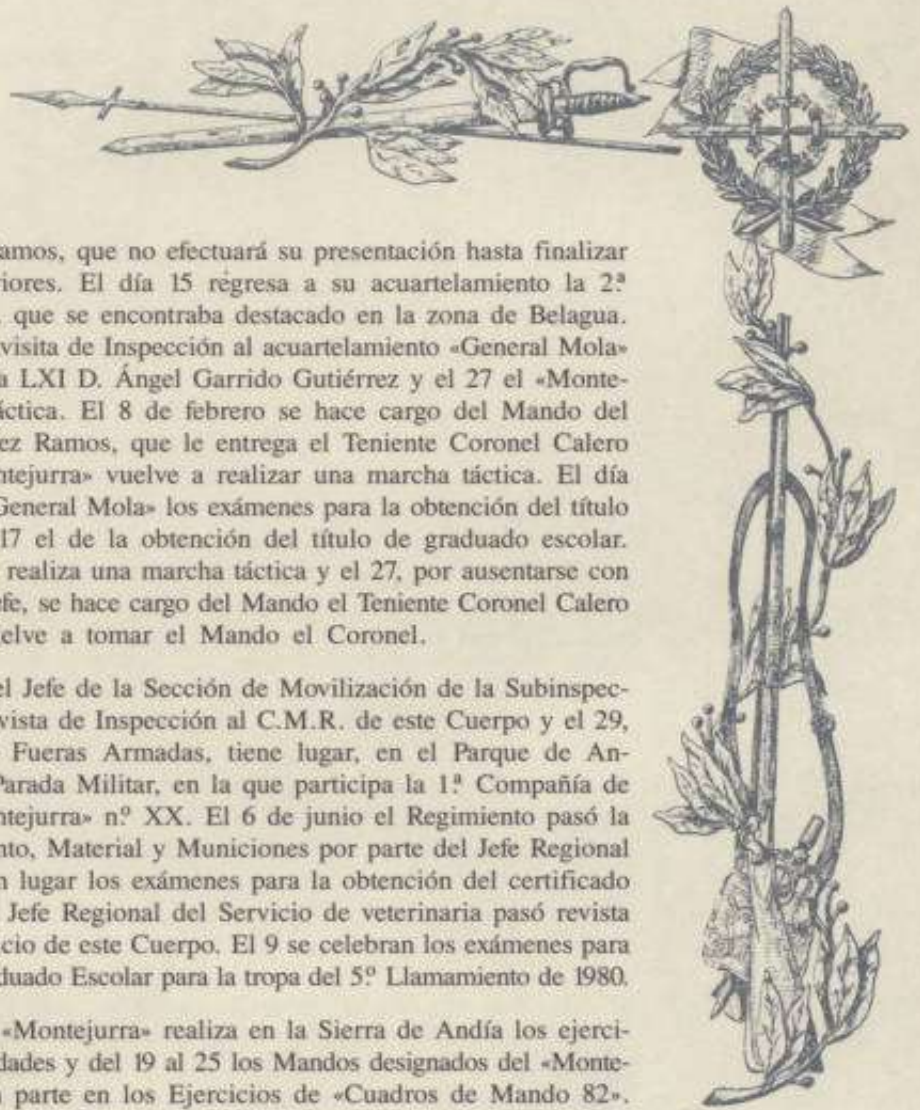 amos, que no efectuará su presentación hasta finalizar
riores. El día 15 regresa a su acuartelamiento la 2ª
que se encontraba destacado en la zona de Belagua.
visita de Inspección al acuartelamiento «General Mola»
a LXI D. Ángel Garrido Gutiérrez y el 27 el «Monte-
áctica. El 8 de febrero se hace cargo del Mando del
ez Ramos, que le entrega el Teniente Coronel Calero
ntejurra» vuelve a realizar una marcha táctica. El día
General Mola» los exámenes para la obtención del título
17 el de la obtención del título de graduado escolar.
realiza una marcha táctica y el 27, por ausentarse con
efe, se hace cargo del Mando el Teniente Coronel Calero
elve a tomar el Mando el Coronel.
el Jefe de la Sección de Movilización de la Subinspec-
vista de Inspección al C.M.R. de este Cuerpo y el 29,
Fueras Armadas, tiene lugar, en el Parque de An-
Parada Militar, en la que participa la 1ª Compañía de
ntejurra» nº XX. El 6 de junio el Regimiento pasó la
nto, Material y Municiones por parte del Jefe Regional
n lugar los exámenes para la obtención del certificado
Jefe Regional del Servicio de veterinaria pasó revista
icio de este Cuerpo. El 9 se celebran los exámenes para
duado Escolar para la tropa del 5º Llamamiento de 1980.
«Montejurra» realiza en la Sierra de Andía los ejerci-
dades y del 19 al 25 los Mandos designados del «Monte-
n parte en los Ejercicios de «Cuadros de Mando 82».